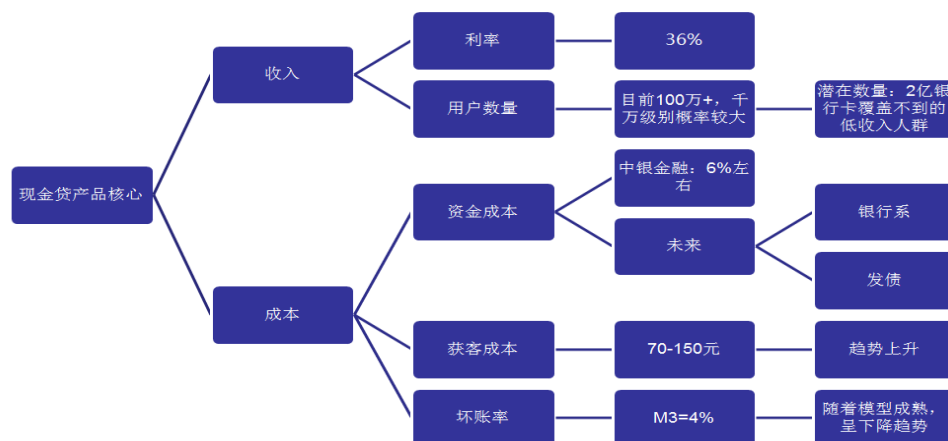 现金贷产品核心
收入
利率
36%
用户数量
目前100万+，千
万级别概率较大
潜在数量：2亿银
行卡覆盖不到的
低收入人群
成本
资金成本
中银金融：6%左
右
未来
银行系
发债
获客成本
70-150元
趋势上升
坏账率
M3=4%
随着模型成熟，
呈下降趋势